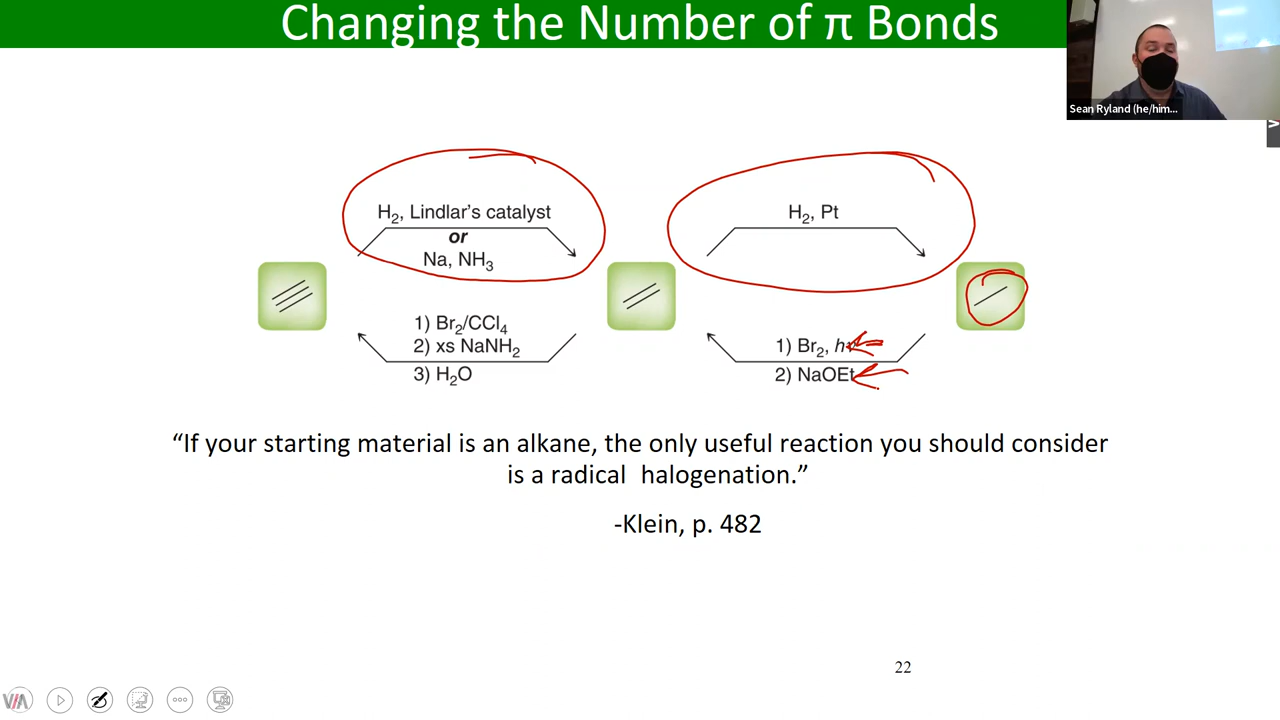 Changing the Number of π Bonds
Sean Ryland (he/him...
H₂, Lindlar's catalyst
or
Na, NH₃
H₂, Pt
1) Br₂/CCl₄
2) xs NaNH₂
3) H₂O
1) Br₂, h
2) NaOEt
“If your starting material is an alkane, the only useful reaction you should consider
is a radical halogenation.”
-Klein, p. 482
22